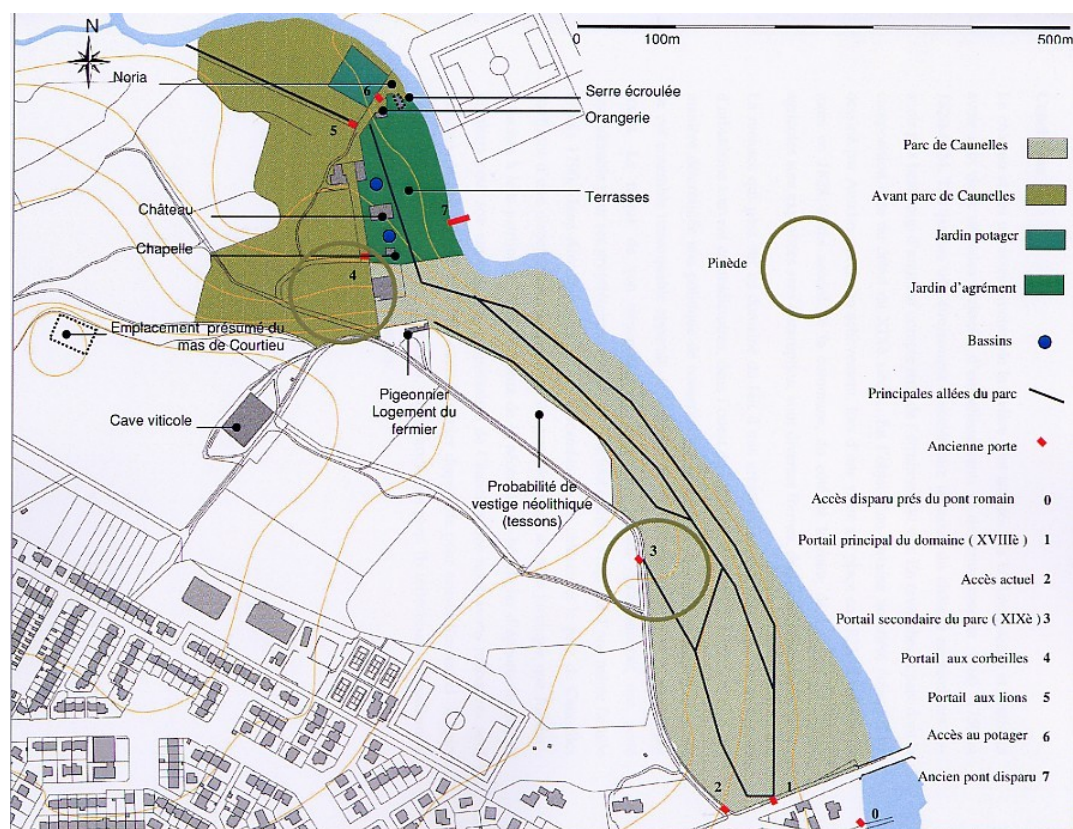 N
0 100m 500m
Noria
6
Serre écroulée
Orangerie
5
Château
Terrasses
7
Chapelle
4
Emplacement présumé du
mas de Courtieu
Pigeonnier
Logement du
fermier
Cave viticole
Probabilité de
vestige néolithique
(tessons)
3
2
1
0
Parc de Caunelles
Avant parc de Caunelles
Jardin potager
Pinède
Jardin d'agrément
Bassins
Principales allées du parc
Ancienne porte
Accès disparu prés du pont romain 0
Portail principal du domaine ( XVIIIè ) 1
Accès actuel 2
Portail secondaire du parc ( XIXè ) 3
Portail aux corbeilles 4
Portail aux lions 5
Accès au potager 6
Ancien pont disparu 7